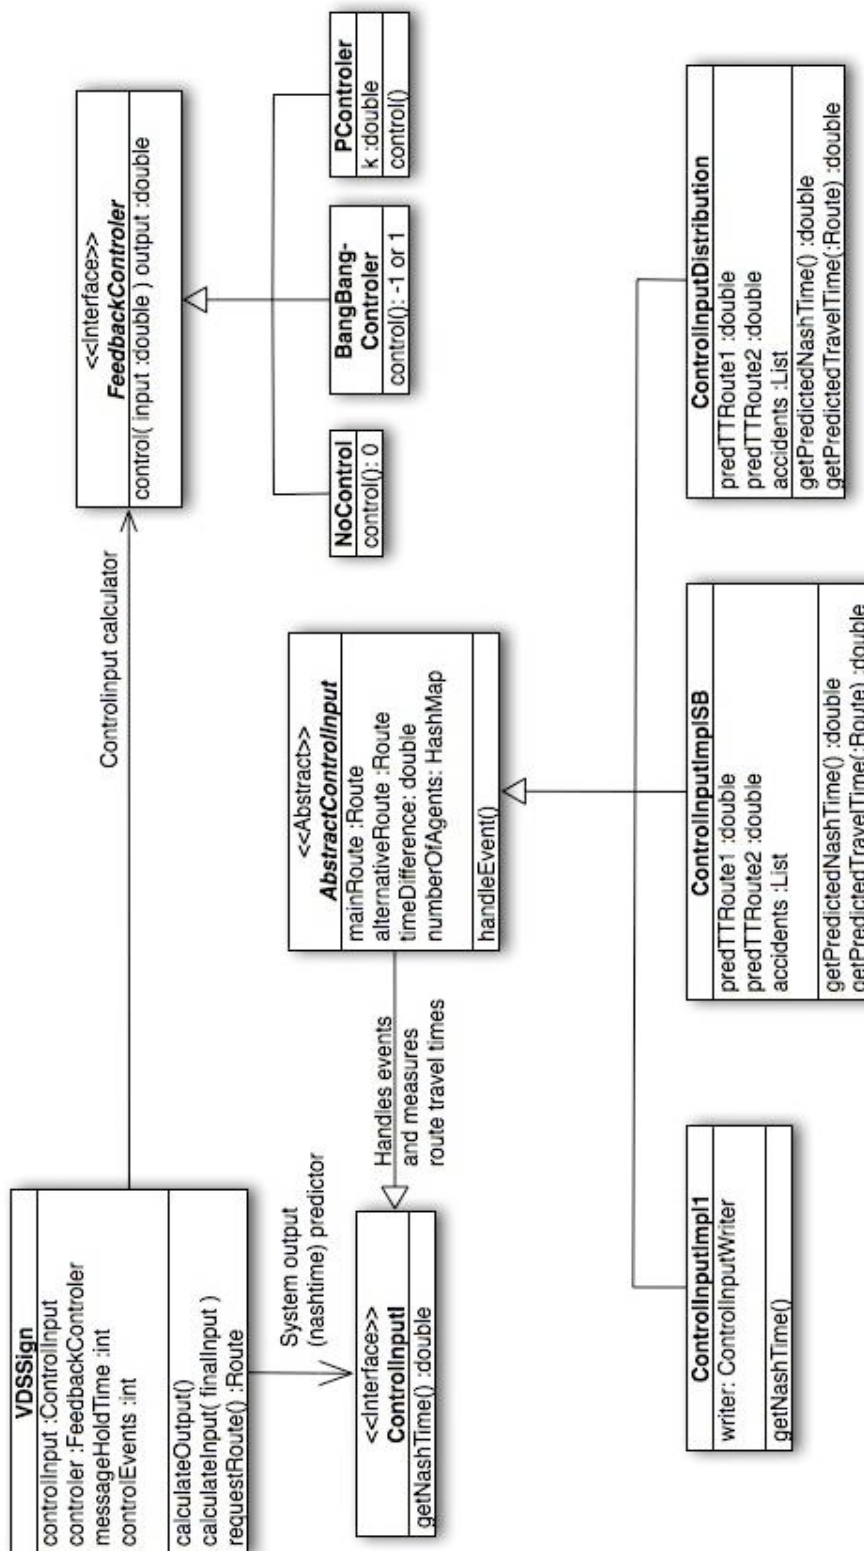 VDSSign
controlInput :ControlInput
controler :FeedbackControler
messageHoldTime :int
controlEvents :int
calculateOutput()
calculateInput( finalInput )
requestRoute() :Route
Controlinput calculator
<<Interface>>
FeedbackControler
control( input :double ) output :double
NoControl
control(): 0
BangBang-
Controler
control(): -1 or 1
PControler
k :double
control()
System output
(nashtime) predictor
<<Interface>>
ControlInputI
getNashTime() :double
Handles events
and measures
route travel times
<<Abstract>>
AbstractControlInput
mainRoute :Route
alternativeRoute :Route
timeDifference: double
numberOfAgents: HashMap
handleEvent()
ControlInputImpl1
writer: ControlInputWriter
getNashTime()
ControlInputImplSB
predTTRoute1 :double
predTTRoute2 :double
accidents :List
getPredictedNashTime() :double
getPredictedTravelTime(:Route) :double
ControlInputDistribution
predTTRoute1 :double
predTTRoute2 :double
accidents :List
getPredictedNashTime() :double
getPredictedTravelTime(:Route) :double